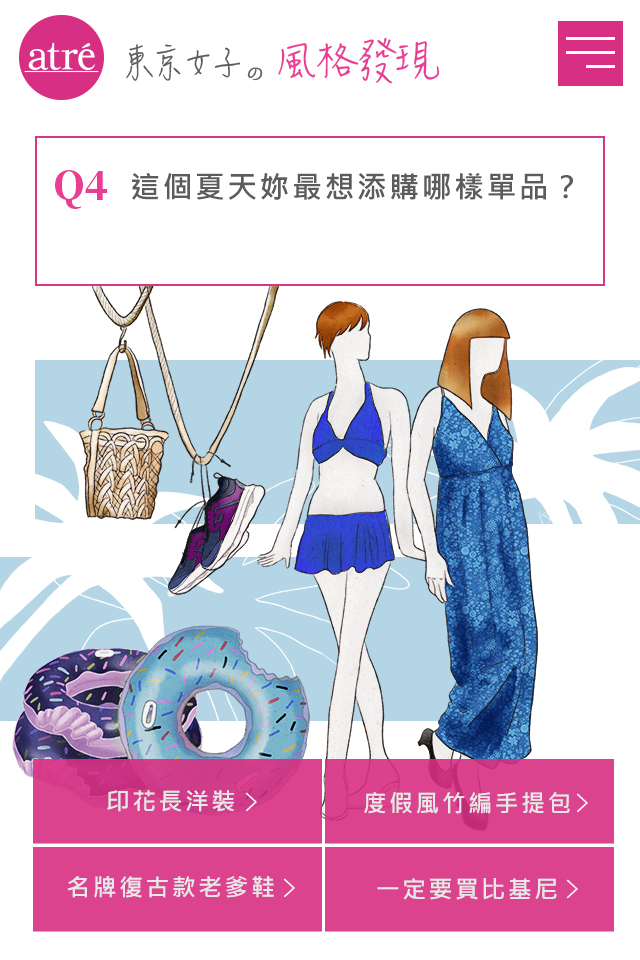 atré
東京女子の 風格發現
Q4 這個夏天妳最想添購哪樣單品？
印花長洋裝
度假風竹編手提包
名牌復古款老爹鞋
一定要買比基尼